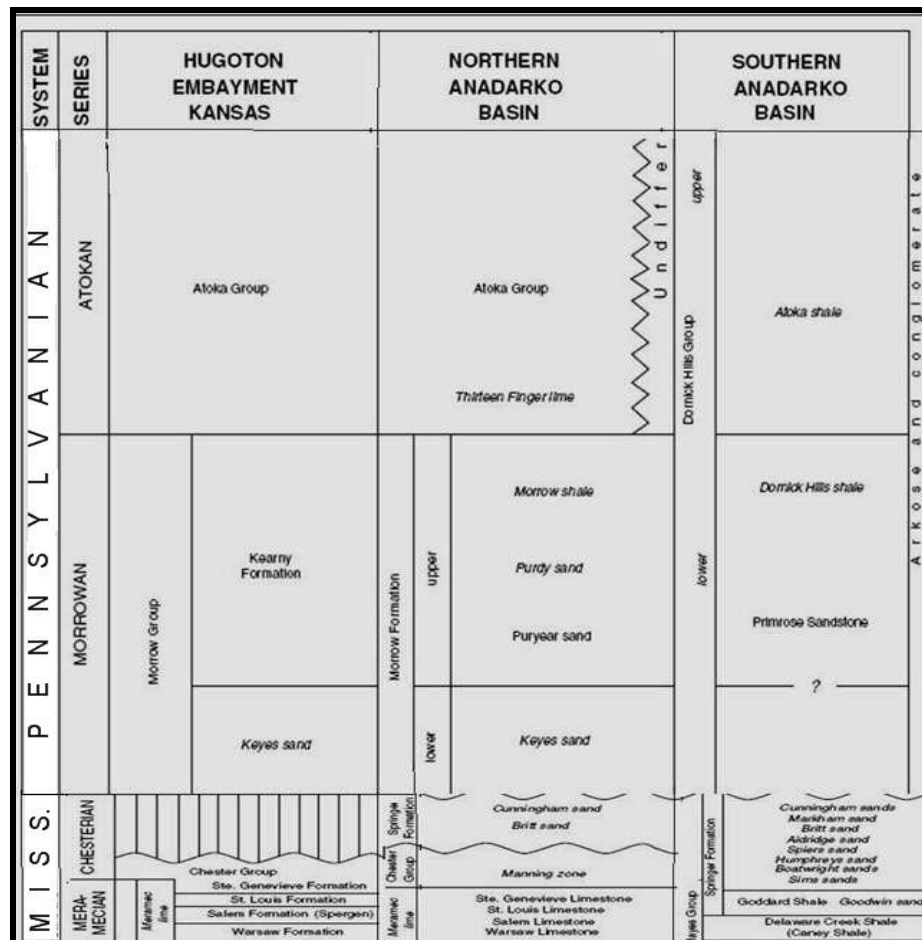 SYSTEM
SERIES
HUGOTON
EMBAYMENT
KANSAS
NORTHERN
ANADARKO
BASIN
SOUTHERN
ANADARKO
BASIN
PENNSYLVANIAN
ATOKAN
Atoka Group
Atoka Group
Thirteen Finger lime
Undiffer
Dornick Hills Group
upper
Atoka shale
Arkose and conglomerate
MORROWAN
Morrow Group
Kearny
Formation
Keyes sand
Morrow Formation
upper
Morrow shale
Purdy sand
Puryear sand
lower
Keyes sand
lower
Dornick Hills shale
Primrose Sandstone
?
MISS.
CHESTERIAN
Chester Group
Springer
Formation
Cunningham sand
Britt sand
Chester
Group
Manning zone
Springer Formation
Cunningham sands
Markham sand
Britt sand
Aldridge sand
Spiers sand
Humphreys sand
Boatwright sands
Sims sands
Goddard Shale Goodwin sand
MERA-
MECIAN
Meramec
lime
Ste. Genevieve Formation
St. Louis Formation
Salem Formation (Spergen)
Warsaw Formation
Meramec
lime
Ste. Genevieve Limestone
St. Louis Limestone
Salem Limestone
Warsaw Limestone
ayes Group
Delaware Creek Shale
(Caney Shale)